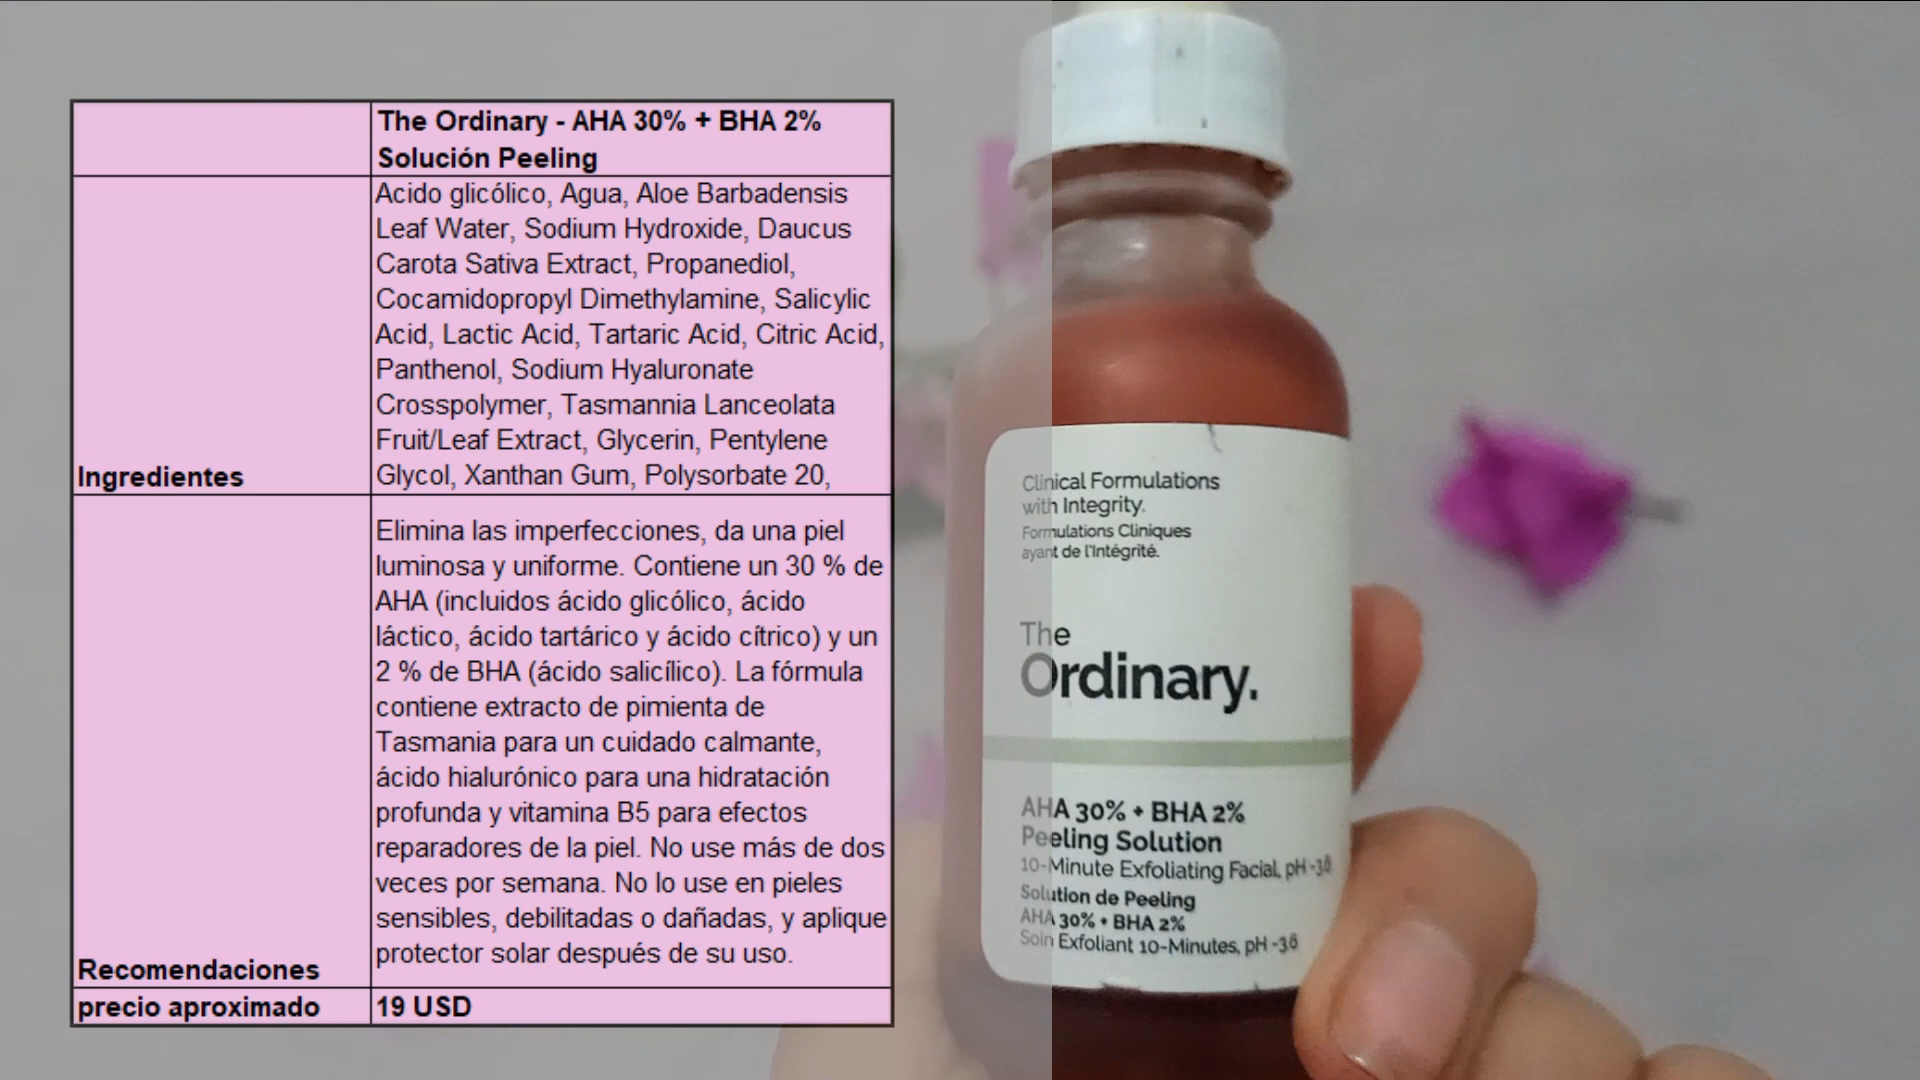 The Ordinary - AHA 30% + BHA 2%
Solución Peeling
Ingredientes
Acido glicólico, Agua, Aloe Barbadensis
Leaf Water, Sodium Hydroxide, Daucus
Carota Sativa Extract, Propanediol,
Cocamidopropyl Dimethylamine, Salicylic
Acid, Lactic Acid, Tartaric Acid, Citric Acid,
Panthenol, Sodium Hyaluronate
Crosspolymer, Tasmannia Lanceolata
Fruit/Leaf Extract, Glycerin, Pentylene
Glycol, Xanthan Gum, Polysorbate 20,
Recomendaciones
Elimina las imperfecciones, da una piel
luminosa y uniforme. Contiene un 30 % de
AHA (incluidos ácido glicólico, ácido
láctico, ácido tartárico y ácido cítrico) y un
2 % de BHA (ácido salicílico). La fórmula
contiene extracto de pimienta de
Tasmania para un cuidado calmante,
ácido hialurónico para una hidratación
profunda y vitamina B5 para efectos
reparadores de la piel. No use más de dos
veces por semana. No lo use en pieles
sensibles, debilitadas o dañadas, y aplique
protector solar después de su uso.
precio aproximado
19 USD
Clinical Formulations
with Integrity.
Formulations Cliniques
ayant de l'Intégrité.
The
Ordinary.
AHA 30% + BHA 2%
Peeling Solution
10-Minute Exfoliating Facial, pH ~3.6
Solution de Peeling
AHA 30% + BHA 2%
Soin Exfoliant 10-Minutes, pH ~3.6